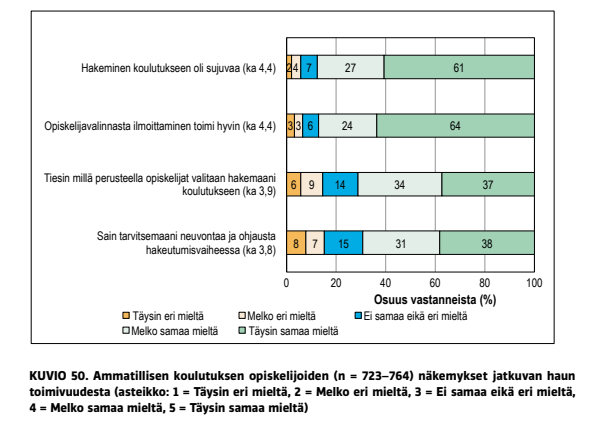 Hakeminen koulutukseen oli sujuvaa (ka 4,4)
2 4 7 27 61
Opiskelijavalinnasta ilmoittaminen toimi hyvin (ka 4,4)
3 3 6 24 64
Tiesin millä perusteella opiskelijat valitaan hakemaani
koulutukseen (ka 3,9)
6 9 14 34 37
Sain tarvitsemaani neuvontaa ja ohjausta
hakeutumisvaiheessa (ka 3,8)
8 7 15 31 38
0 20 40 60 80 100
Osuus vastanneista (%)
Täysin eri mieltä Melko eri mieltä Ei samaa eikä eri mieltä
Melko samaa mieltä Täysin samaa mieltä
KUVIO 50. Ammatillisen koulutuksen opiskelijoiden (n = 723–764) näkemykset jatkuvan haun
toimivuudesta (asteikko: 1 = Täysin eri mieltä, 2 = Melko eri mieltä, 3 = Ei samaa eikä eri mieltä,
4 = Melko samaa mieltä, 5 = Täysin samaa mieltä)